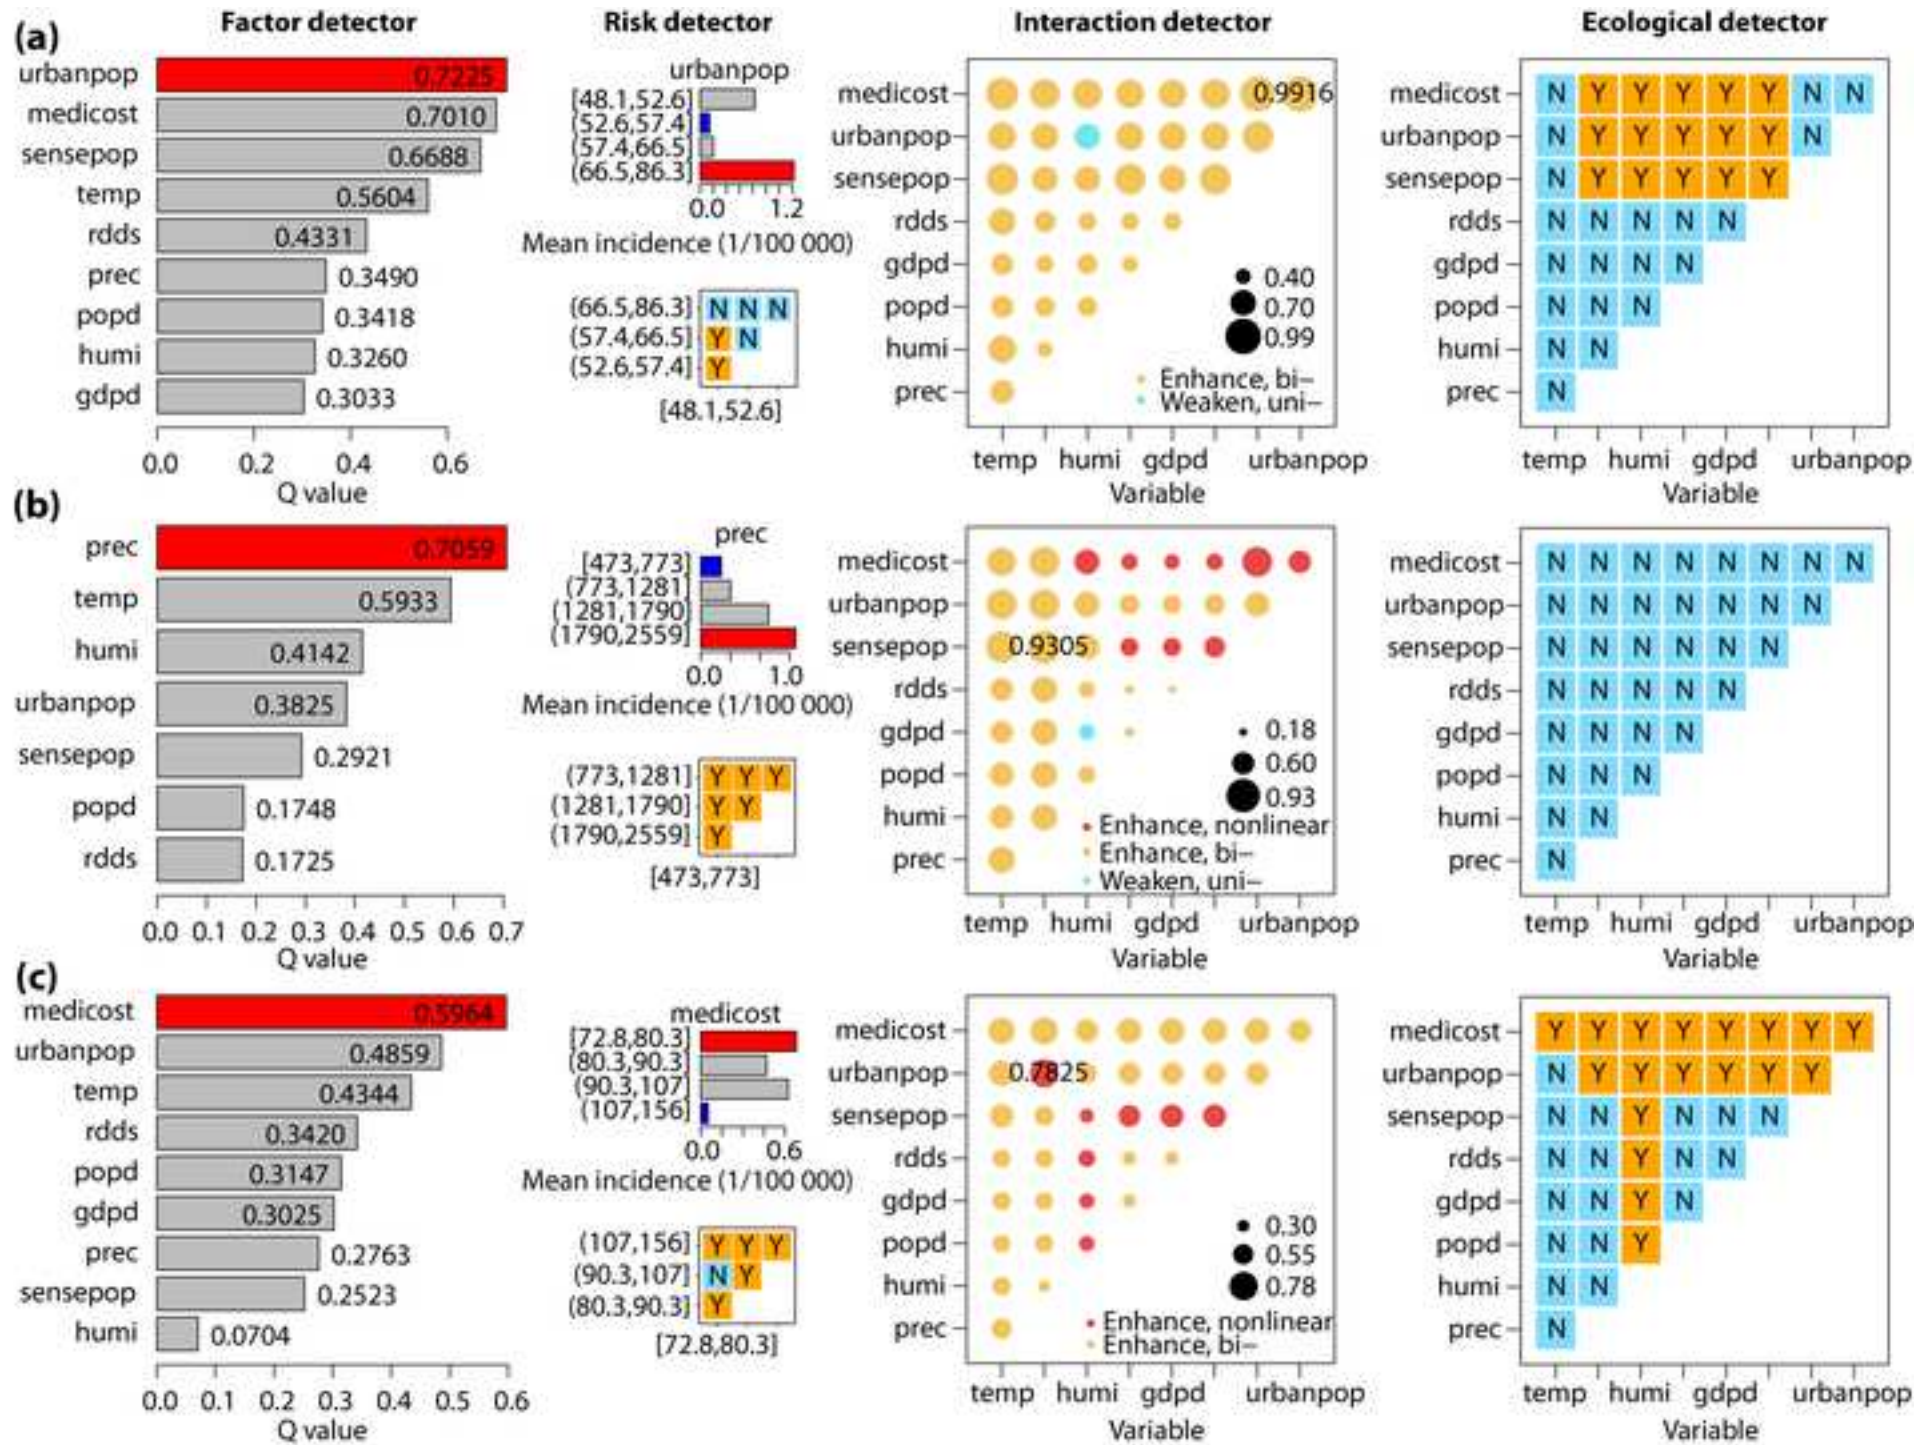 Factor detector
Risk detector
Interaction detector
Ecological detector
(a)
urbanpop 0.7225
medicost 0.7010
sensepop 0.6688
temp 0.5604
rdds 0.4331
prec 0.3490
popd 0.3418
humi 0.3260
gdpd 0.3033
0.0 0.2 0.4 0.6
Q value
urbanpop
[48.1,52.6]
(52.6,57.4]
(57.4,66.5]
(66.5,86.3]
0.0 1.2
Mean incidence (1/100 000)
(66.5,86.3] N N N
(57.4,66.5] Y N
(52.6,57.4] Y
[48.1,52.6]
medicost 0.9916
urbanpop
sensepop
rdds
gdpd
popd
humi
prec
0.40
0.70
0.99
Enhance, bi−
Weaken, uni−
temp humi gdpd urbanpop
Variable
medicost N Y Y Y Y Y N N
urbanpop N Y Y Y Y Y N
sensepop N Y Y Y Y Y
rdds N N N N N
gdpd N N N N
popd N N N
humi N N
prec N
temp humi gdpd urbanpop
Variable
(b)
prec 0.7059
temp 0.5933
humi 0.4142
urbanpop 0.3825
sensepop 0.2921
popd 0.1748
rdds 0.1725
0.0 0.1 0.2 0.3 0.4 0.5 0.6 0.7
Q value
prec
[473,773]
(773,1281]
(1281,1790]
(1790,2559]
0.0 1.0
Mean incidence (1/100 000)
(773,1281] Y Y Y
(1281,1790] Y Y
(1790,2559] Y
[473,773]
medicost
urbanpop
sensepop 0.9305
rdds
gdpd
popd
humi
prec
0.18
0.60
0.93
Enhance, nonlinear
Enhance, bi−
Weaken, uni−
temp humi gdpd urbanpop
Variable
medicost N N N N N N N N
urbanpop N N N N N N N
sensepop N N N N N N
rdds N N N N N
gdpd N N N N
popd N N N
humi N N
prec N
temp humi gdpd urbanpop
Variable
(c)
medicost 0.5964
urbanpop 0.4859
temp 0.4344
rdds 0.3420
popd 0.3147
gdpd 0.3025
prec 0.2763
sensepop 0.2523
humi 0.0704
0.0 0.1 0.2 0.3 0.4 0.5 0.6
Q value
medicost
[72.8,80.3]
(80.3,90.3]
(90.3,107]
(107,156]
0.0 0.6
Mean incidence (1/100 000)
(107,156] Y Y Y
(90.3,107] N Y
(80.3,90.3] Y
[72.8,80.3]
medicost
urbanpop 0.7825
sensepop
rdds
gdpd
popd
humi
prec
0.30
0.55
0.78
Enhance, nonlinear
Enhance, bi−
temp humi gdpd urbanpop
Variable
medicost Y Y Y Y Y Y Y Y
urbanpop N Y Y Y Y Y Y
sensepop N N Y N N N
rdds N N Y N N
gdpd N N Y N
popd N N Y
humi N N
prec N
temp humi gdpd urbanpop
Variable